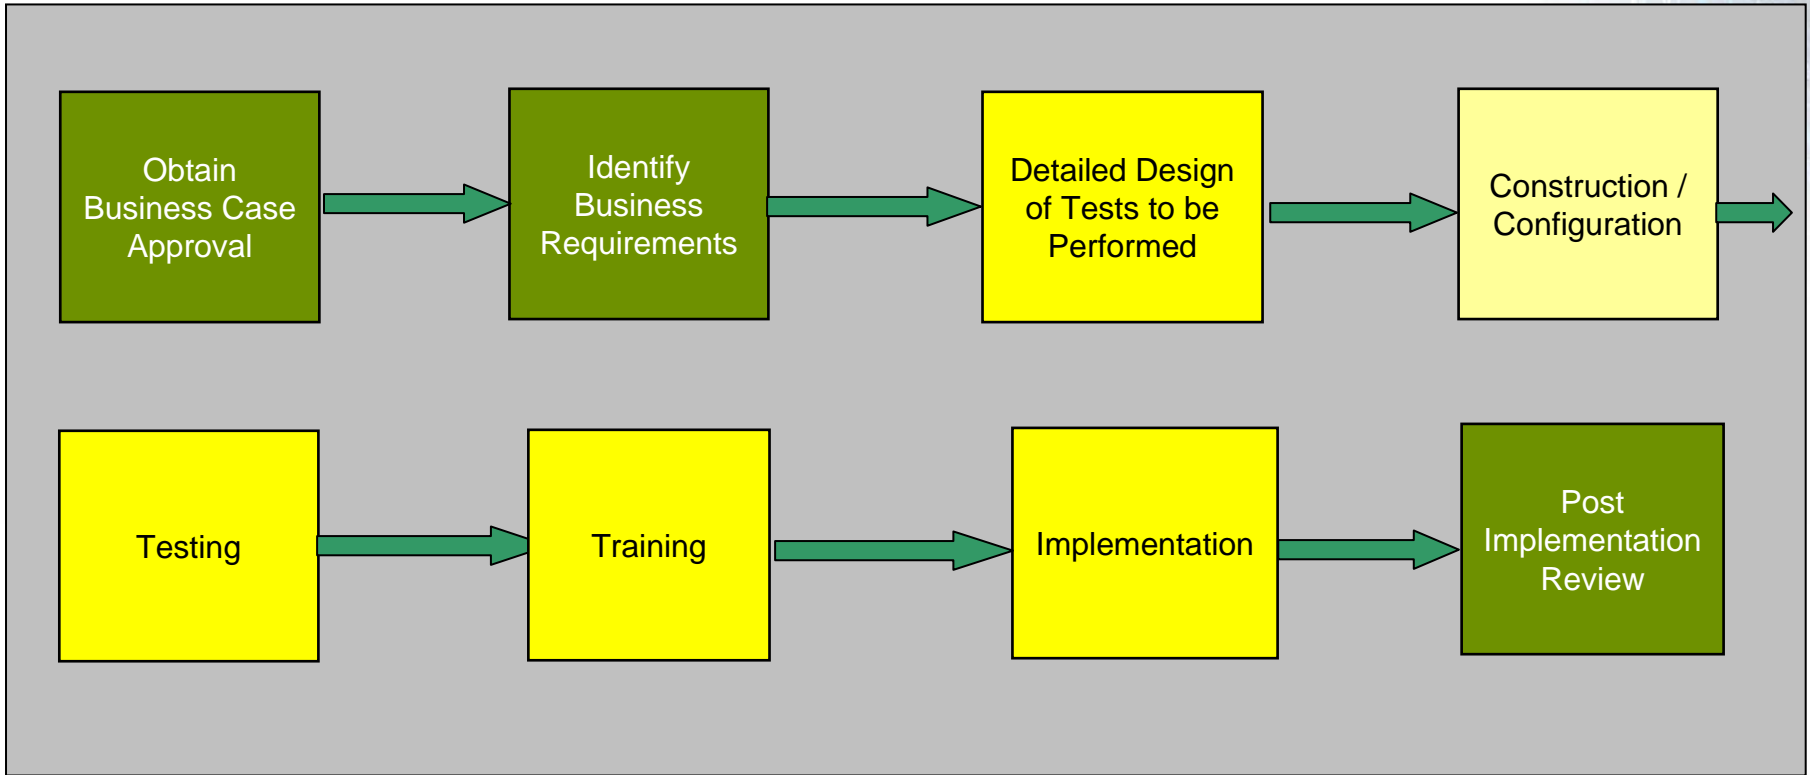 Obtain
Business Case
Approval
Identify
Business
Requirements
Detailed Design
of Tests to be
Performed
Construction /
Configuration
Testing
Training
Implementation
Post
Implementation
Review